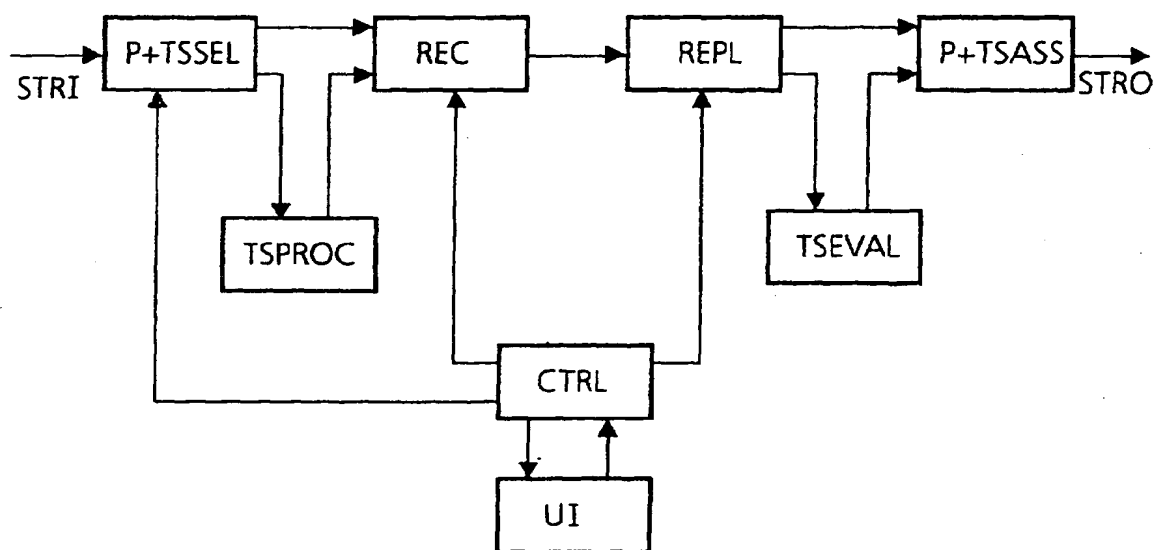 P+TSSEL
REC
REPL
P+TSASS
STRI
STRO
TSPROC
TSEVAL
CTRL
UI